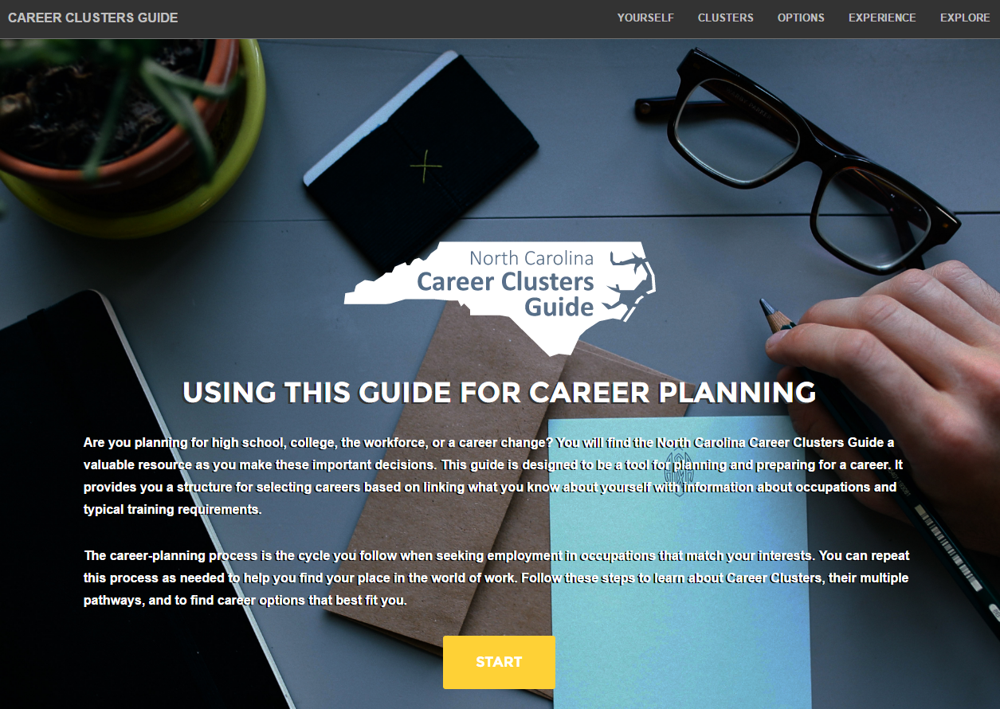 CAREER CLUSTERS GUIDE
YOURSELF
CLUSTERS
OPTIONS
EXPERIENCE
EXPLORE
North Carolina
Career Clusters
Guide
USING THIS GUIDE FOR CAREER PLANNING
Are you planning for high school, college, the workforce, or a career change? You will find the North Carolina Career Clusters Guide a
valuable resource as you make these important decisions. This guide is designed to be a tool for planning and preparing for a career. It
provides you a structure for selecting careers based on linking what you know about yourself with information about occupations and
typical training requirements.
The career-planning process is the cycle you follow when seeking employment in occupations that match your interests. You can repeat
this process as needed to help you find your place in the world of work. Follow these steps to learn about Career Clusters, their multiple
pathways, and to find career options that best fit you.
START